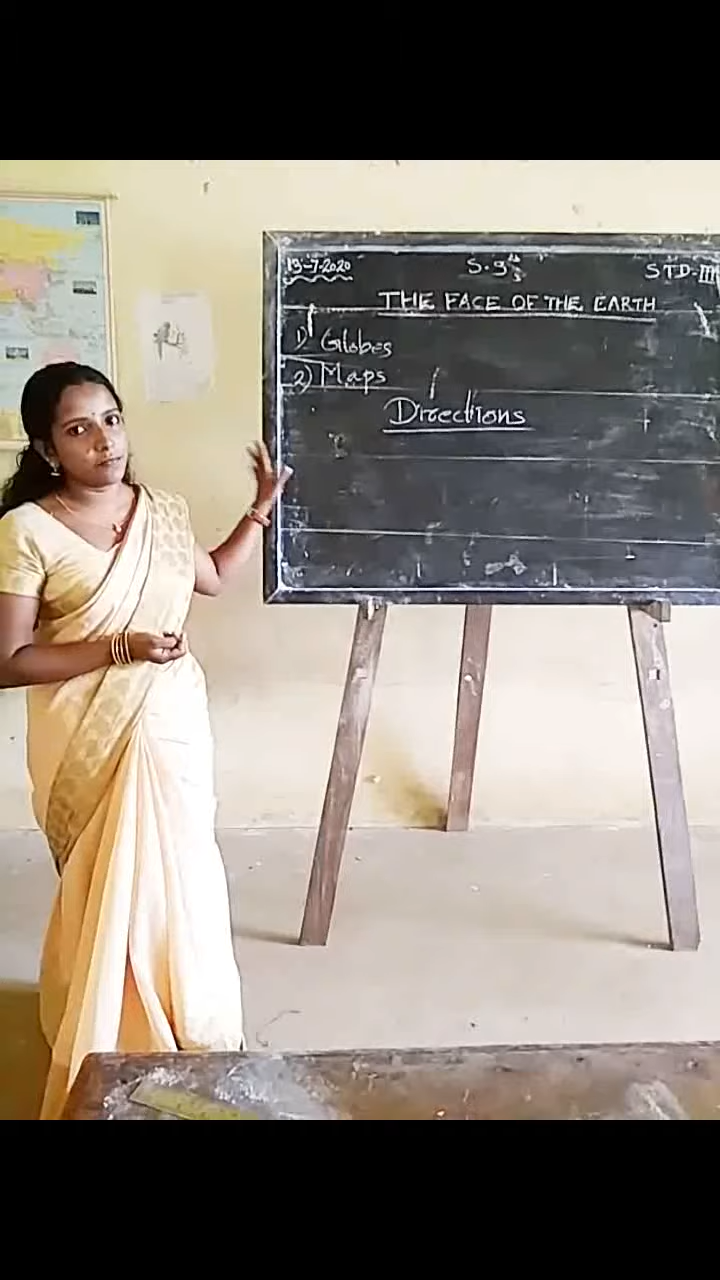 13-7-2020 S.S STD-III
THE FACE OF THE EARTH
1) Globes
2) Maps
Directions